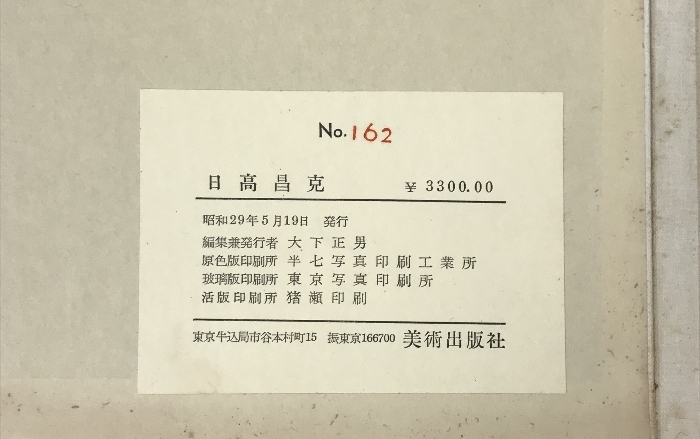 No.162
日高昌克 ¥ 3300.00
昭和29年5月19日 発行
編集兼発行者 大下正男
原色版印刷所 半七写真印刷工業所
玻璃版印刷所 東京写真印刷所
活版印刷所 猪瀬印刷
東京牛込局市谷本村町15 振東京166700 美術出版社